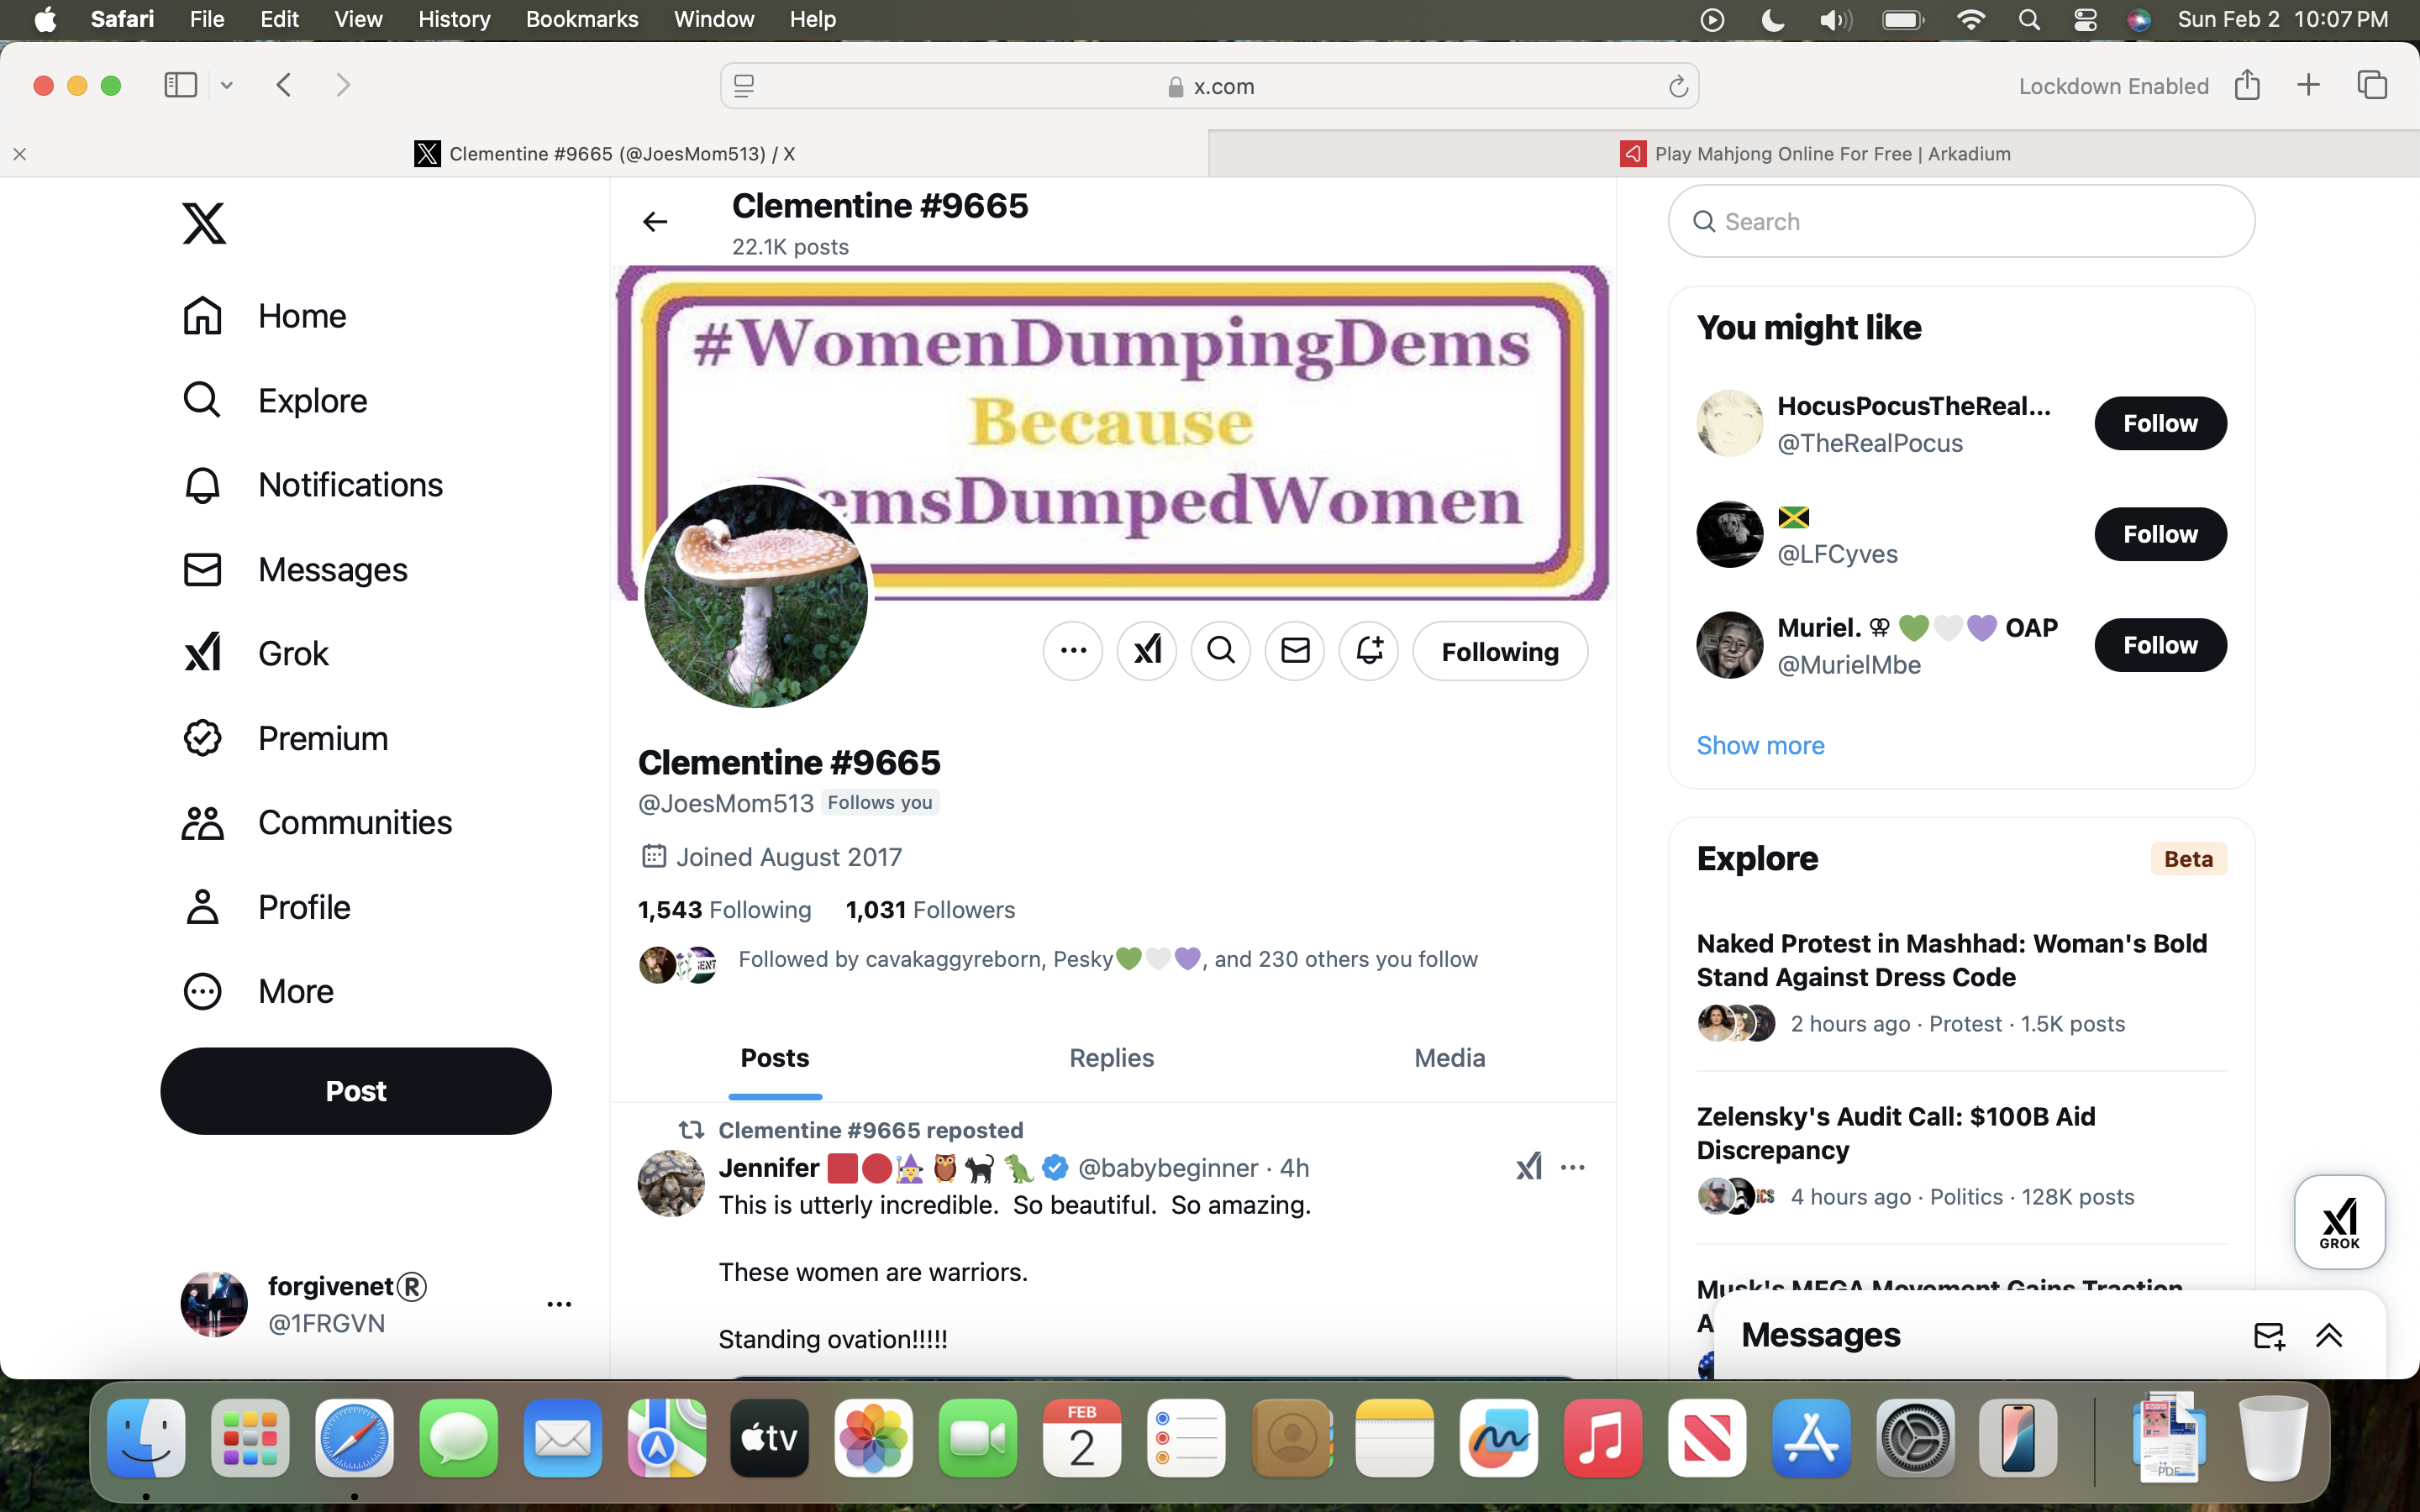 Safari File Edit View History Bookmarks Window Help
Sun Feb 2 10:07 PM
x.com
Lockdown Enabled
Clementine #9665 (@JoesMom513) / X
Play Mahjong Online For Free | Arkadium
Home
Explore
Notifications
Messages
Grok
Premium
Communities
Profile
More
Post
forgivenet®
@1FRGVN
Clementine #9665
22.1K posts
#WomenDumpingDems
Because
emsDumpedWomen
Following
Clementine #9665
@JoesMom513 Follows you
Joined August 2017
1,543 Following 1,031 Followers
Followed by cavakaggyreborn, Pesky💚🤍💜, and 230 others you follow
Posts Replies Media
Clementine #9665 reposted
Jennifer 🟥🔴🧙‍♀️🦉🐈‍⬛🦖 @babybeginner · 4h
This is utterly incredible. So beautiful. So amazing.
These women are warriors.
Standing ovation!!!!!
Search
You might like
HocusPocusTheReal...
@TheRealPocus
Follow
🇯🇲
@LFCyves
Follow
Muriel. ⚢ 💚🤍💜 OAP
@MurielMbe
Follow
Show more
Explore
Beta
Naked Protest in Mashhad: Woman's Bold
Stand Against Dress Code
2 hours ago · Protest · 1.5K posts
Zelensky's Audit Call: $100B Aid
Discrepancy
4 hours ago · Politics · 128K posts
Musk's MEGA Movement Gains Traction
A
GROK
Messages
tv
FEB
2
PDF